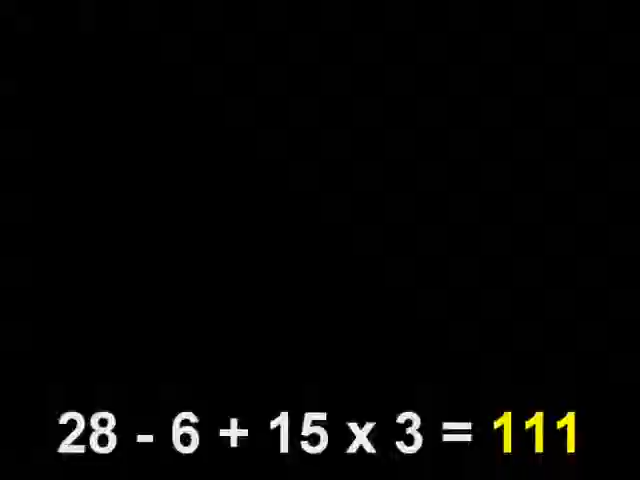 28 - 6 + 15 x 3 = 111